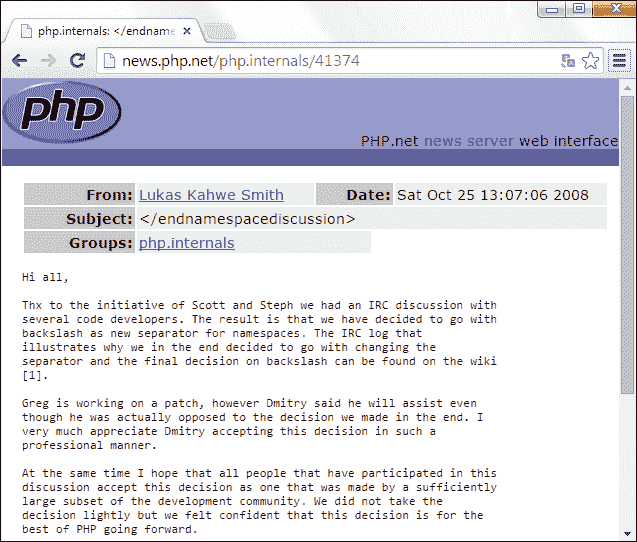 php.internals: </endname
news.php.net/php.internals/41374
php
PHP.net news server web interface
From: Lukas Kahwe Smith Date: Sat Oct 25 13:07:06 2008
Subject: </endnamespacediscussion>
Groups: php.internals
Hi all,
Thx to the initiative of Scott and Steph we had an IRC discussion with
several code developers. The result is that we have decided to go with
backslash as new separator for namespaces. The IRC log that
illustrates why we in the end decided to go with changing the
separator and the final decision on backslash can be found on the wiki
[1].
Greg is working on a patch, however Dmitry said he will assist even
though he was actually opposed to the decision we made in the end. I
very much appreciate Dmitry accepting this decision in such a
professional manner.
At the same time I hope that all people that have participated in this
discussion accept this decision as one that was made by a sufficiently
large subset of the development community. We did not take the
decision lightly but we felt confident that this decision is for the
best of PHP going forward.